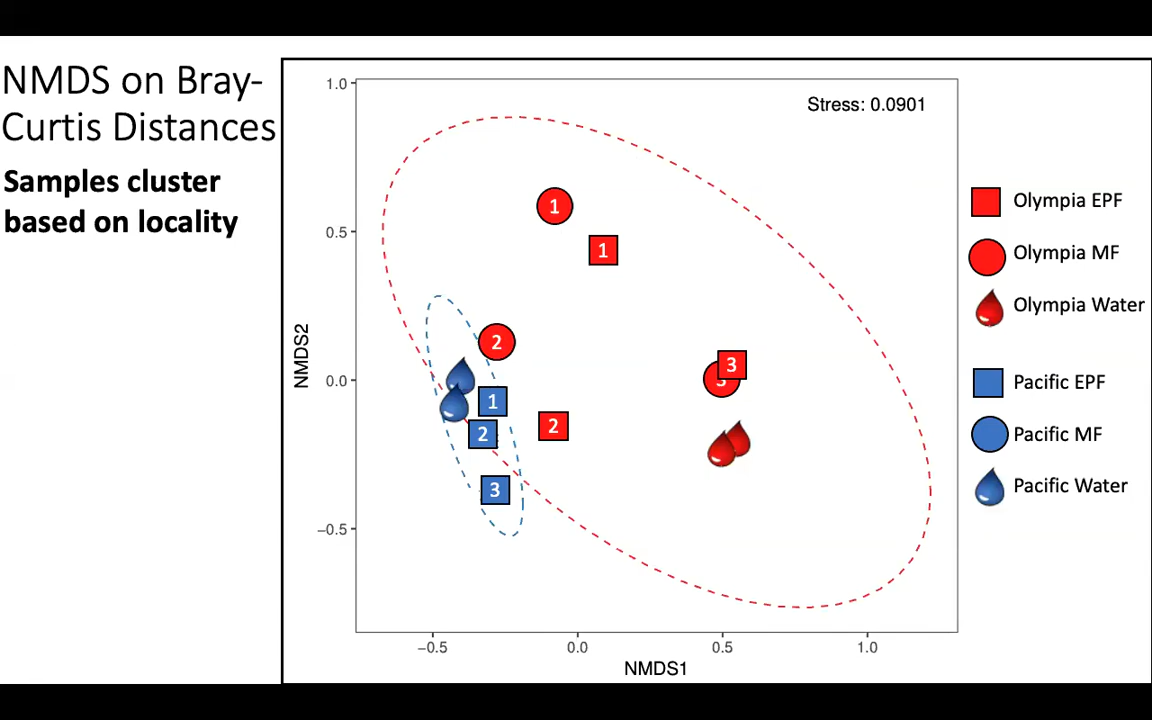 NMDS on Bray-
Curtis Distances
Samples cluster
based on locality
Stress: 0.0901
1.0
0.5
0.0
−0.5
NMDS2
1
1
2
3
3
1
2
2
3
−0.5
0.0
0.5
1.0
NMDS1
Olympia EPF
Olympia MF
Olympia Water
Pacific EPF
Pacific MF
Pacific Water